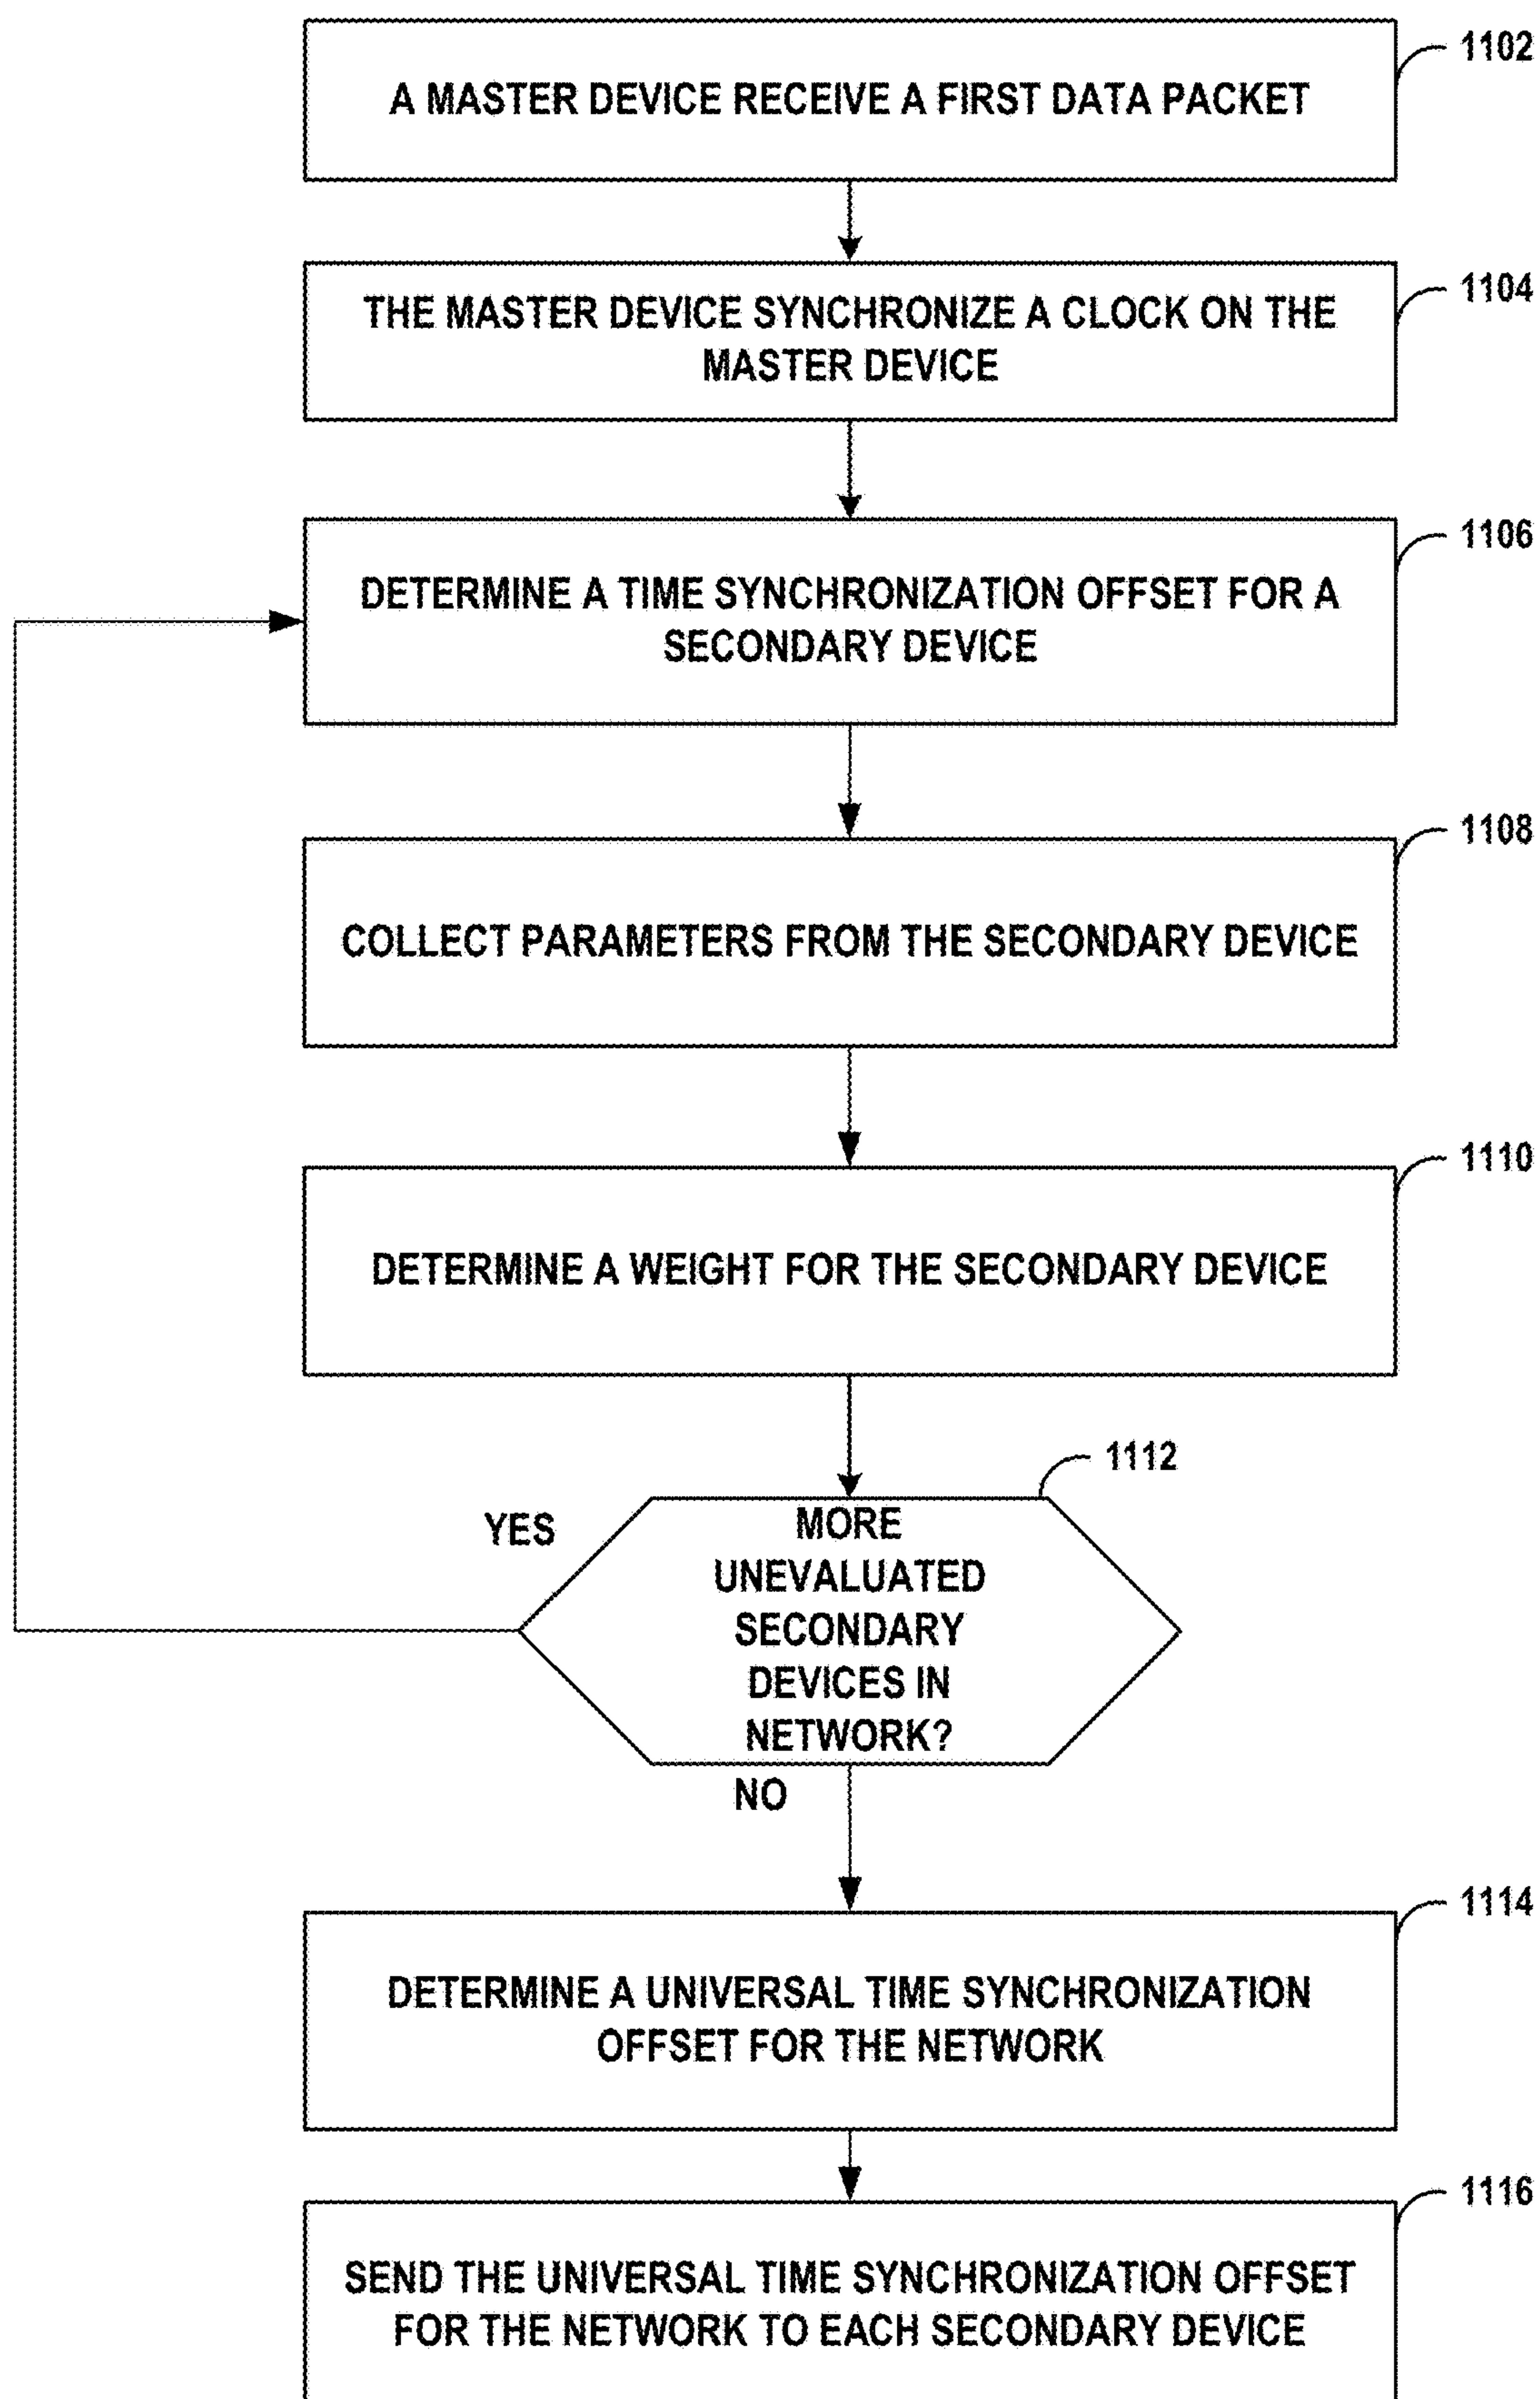 1102
A MASTER DEVICE RECEIVE A FIRST DATA PACKET
1104
THE MASTER DEVICE SYNCHRONIZE A CLOCK ON THE
MASTER DEVICE
1106
DETERMINE A TIME SYNCHRONIZATION OFFSET FOR A
SECONDARY DEVICE
1108
COLLECT PARAMETERS FROM THE SECONDARY DEVICE
1110
DETERMINE A WEIGHT FOR THE SECONDARY DEVICE
1112
YES
MORE
UNEVALUATED
SECONDARY
DEVICES IN
NETWORK?
NO
1114
DETERMINE A UNIVERSAL TIME SYNCHRONIZATION
OFFSET FOR THE NETWORK
1116
SEND THE UNIVERSAL TIME SYNCHRONIZATION OFFSET
FOR THE NETWORK TO EACH SECONDARY DEVICE